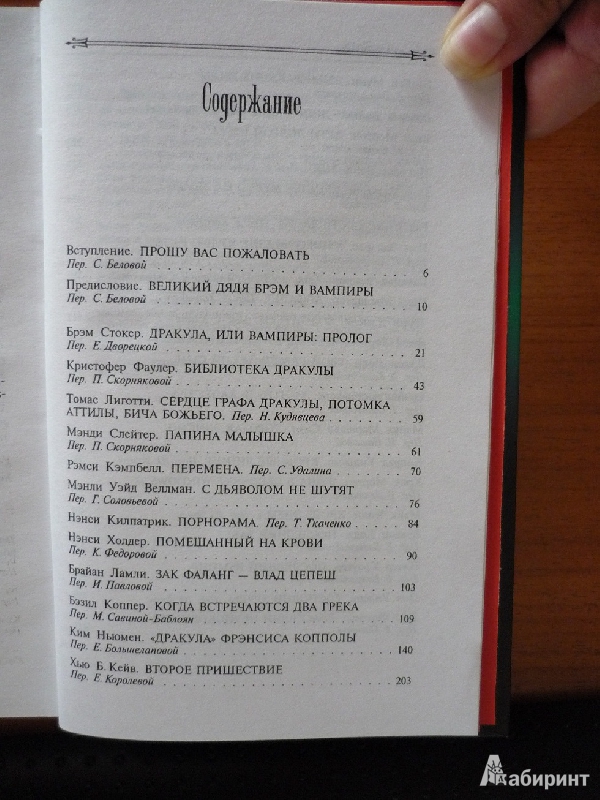 Содержание
Вступление. ПРОШУ ВАС ПОЖАЛОВАТЬ
Пер. С. Беловой . . . . . . . . . . . . . . . . . . . . 6
Предисловие. ВЕЛИКИЙ ДЯДЯ БРЭМ И ВАМПИРЫ
Пер. С. Беловой . . . . . . . . . . . . . . . . . . . . 10
Брэм Стокер. ДРАКУЛА, ИЛИ ВАМПИРЫ: ПРОЛОГ
Пер. Е. Дворецкой . . . . . . . . . . . . . . . . . . . 21
Кристофер Фаулер. БИБЛИОТЕКА ДРАКУЛЫ
Пер. П. Скорняковой . . . . . . . . . . . . . . . . . . 43
Томас Лиготти. СЕРДЦЕ ГРАФА ДРАКУЛЫ, ПОТОМКА
АТТИЛЫ, БИЧА БОЖЬЕГО. Пер. Н. Кудявцева . . . . . 59
Мэнди Слейтер. ПАПИНА МАЛЫШКА
Пер. П. Скорняковой . . . . . . . . . . . . . . . . . . 61
Рэмси Кэмпбелл. ПЕРЕМЕНА. Пер. С. Удалина . . . . . 70
Мэнли Уэйд Веллман. С ДЬЯВОЛОМ НЕ ШУТЯТ
Пер. Г. Соловьевой . . . . . . . . . . . . . . . . . . 76
Нэнси Килпатрик. ПОРНОРАМА. Пер. Т. Ткаченко . . . . . 84
Нэнси Холдер. ПОМЕШАННЫЙ НА КРОВИ
Пер. К. Федоровой . . . . . . . . . . . . . . . . . . . 90
Брайан Ламли. ЗАК ФАЛАНГ — ВЛАД ЦЕПЕШ
Пер. И. Павловой . . . . . . . . . . . . . . . . . . . 103
Бэзил Коппер. КОГДА ВСТРЕЧАЮТСЯ ДВА ГРЕКА
Пер. М. Савиной-Баблоян . . . . . . . . . . . . . . . . 109
Ким Ньюмен. «ДРАКУЛА» ФРЭНСИСА КОППОЛЫ
Пер. Е. Большелаповой . . . . . . . . . . . . . . . . . 140
Хью Б. Кейв. ВТОРОЕ ПРИШЕСТВИЕ
Пер. Е. Королевой . . . . . . . . . . . . . . . . . . . 203
Лабиринт